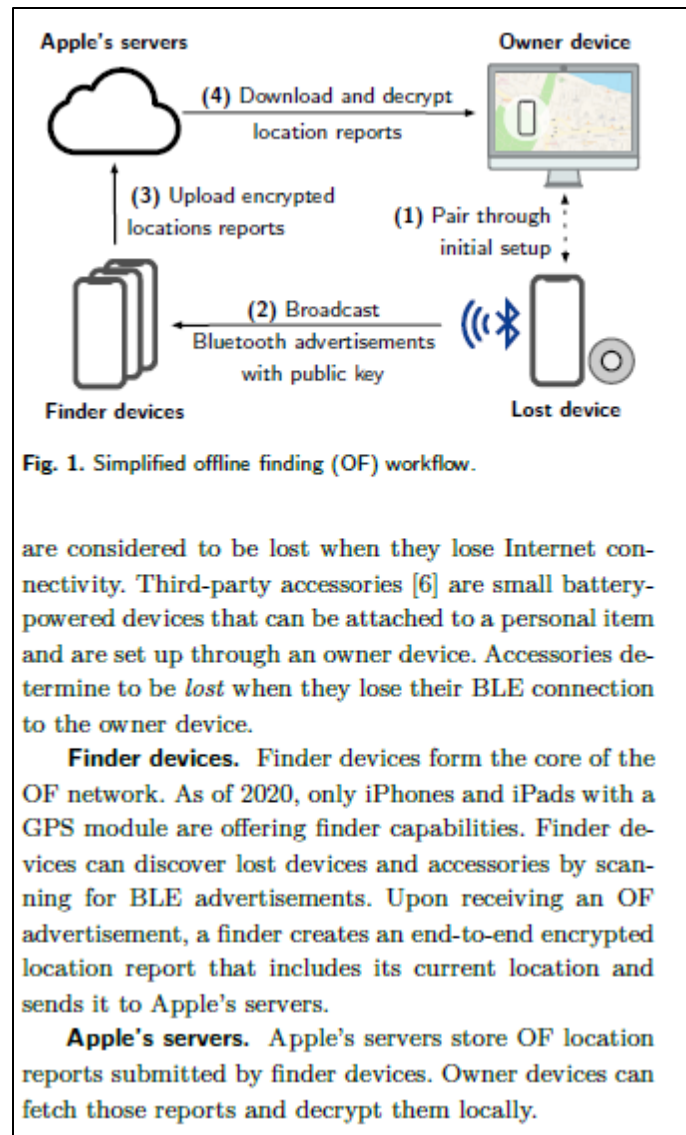 Apple's servers
Owner device
(4) Download and decrypt
location reports
(3) Upload encrypted
locations reports
(1) Pair through
initial setup
(2) Broadcast
Bluetooth advertisements
with public key
Finder devices
Lost device
Fig. 1. Simplified offline finding (OF) workflow.
are considered to be lost when they lose Internet con-
nectivity. Third-party accessories [6] are small battery-
powered devices that can be attached to a personal item
and are set up through an owner device. Accessories de-
termine to be lost when they lose their BLE connection
to the owner device.
Finder devices. Finder devices form the core of the
OF network. As of 2020, only iPhones and iPads with a
GPS module are offering finder capabilities. Finder de-
vices can discover lost devices and accessories by scan-
ning for BLE advertisements. Upon receiving an OF
advertisement, a finder creates an end-to-end encrypted
location report that includes its current location and
sends it to Apple's servers.
Apple's servers. Apple's servers store OF location
reports submitted by finder devices. Owner devices can
fetch those reports and decrypt them locally.